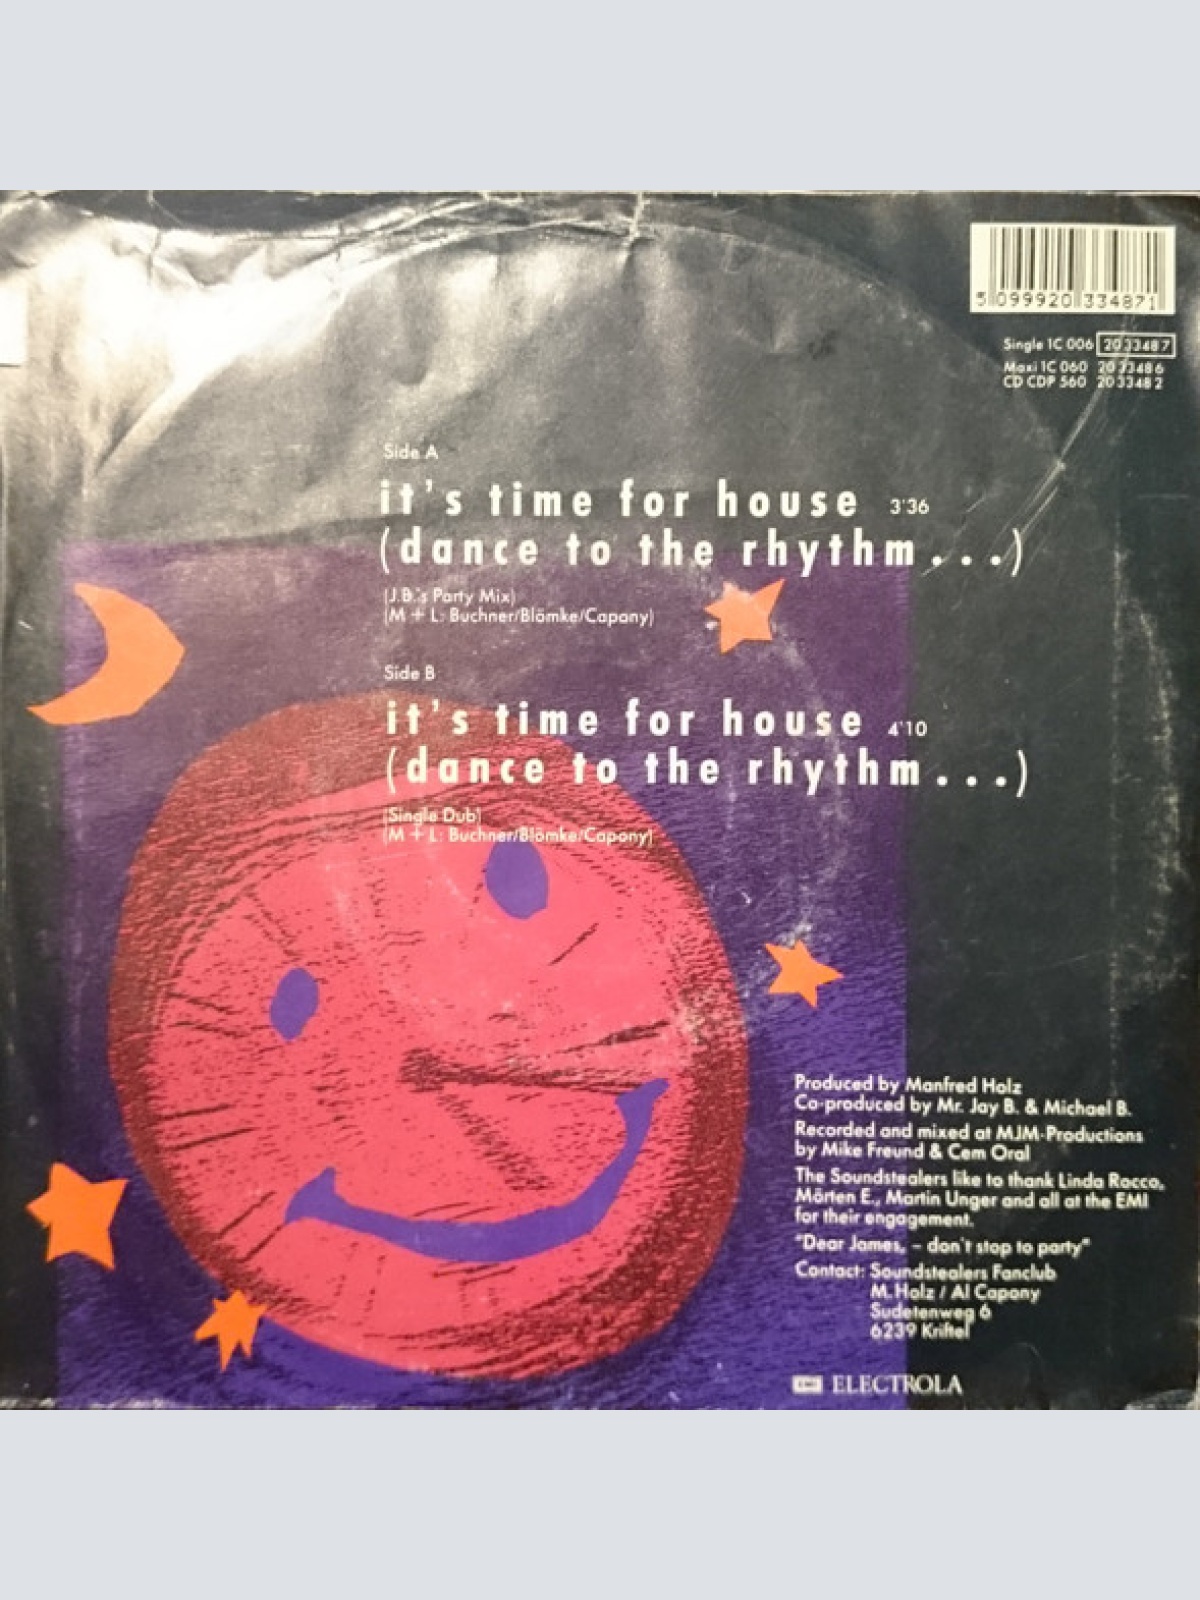 5 099920 334871
Single 1C 006 20 3348 7
Maxi 1C 060 20 3348 6
CD CDP 560 20 3348 2
Side A
it's time for house 3'36
(dance to the rhythm...)
(J.B.'s Party Mix)
(M + L: Buchner/Blömke/Capony)
Side B
it's time for house 4'10
(dance to the rhythm...)
(Single Dub)
(M + L: Buchner/Blömke/Capony)
Produced by Manfred Holz
Co-produced by Mr. Jay B. & Michael B.
Recorded and mixed at MJM-Productions
by Mike Freund & Cem Oral
The Soundstealers like to thank Linda Rocco,
Mörten E., Martin Unger and all at the EMI
for their engagement.
"Dear James, – don't stop to party"
Contact: Soundstealers Fanclub
M. Holz / Al Capony
Sudetenweg 6
6239 Kriftel
EMI ELECTROLA